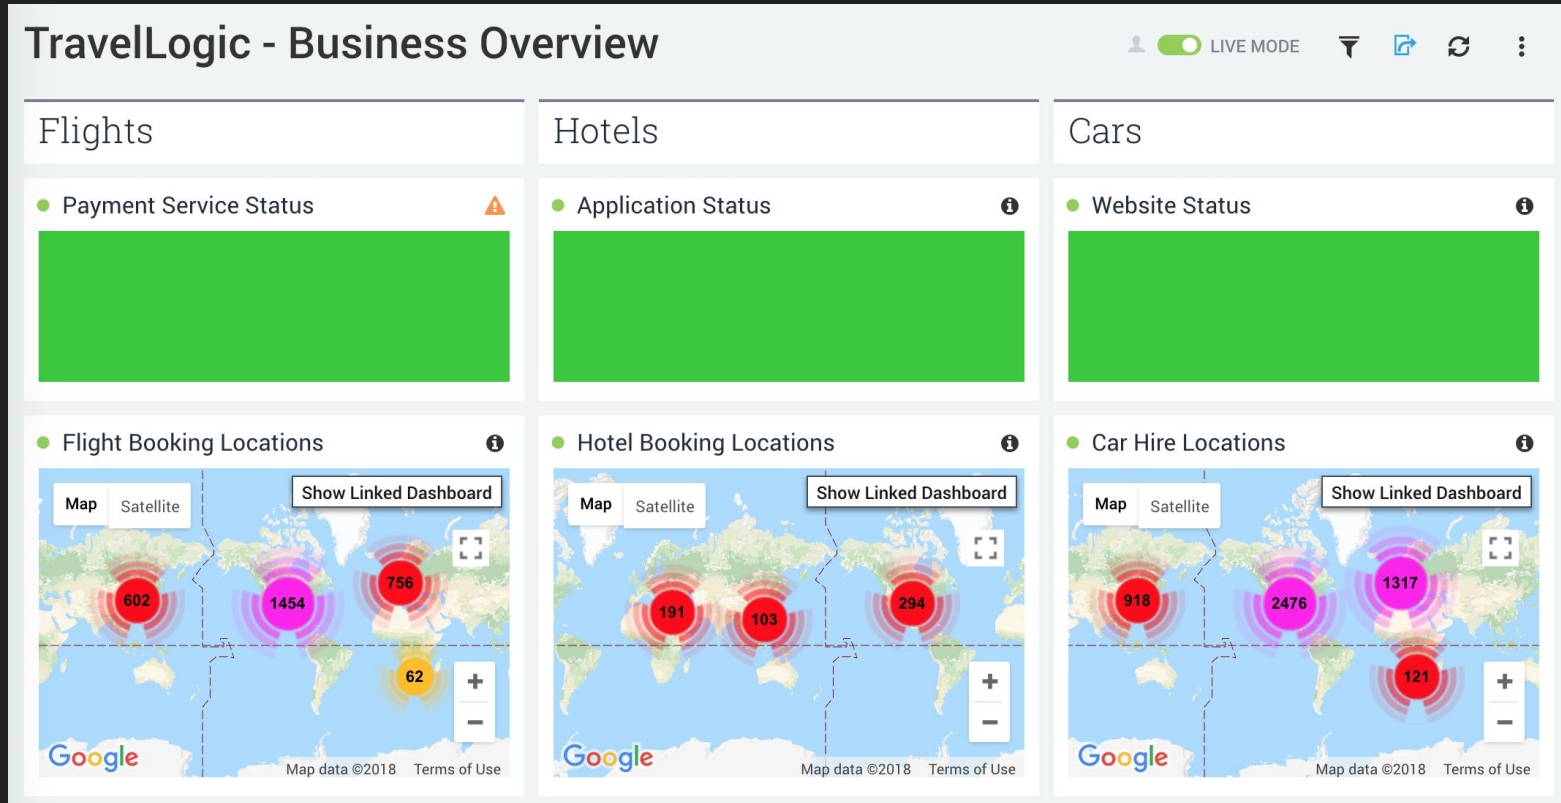 TravelLogic - Business Overview
LIVE MODE
Flights
Hotels
Cars
Payment Service Status
Application Status
Website Status
Flight Booking Locations
Map
Satellite
Show Linked Dashboard
602
1454
756
62
+
−
Google
Map data ©2018
Terms of Use
Hotel Booking Locations
Map
Satellite
Show Linked Dashboard
191
103
294
+
−
Google
Map data ©2018
Terms of Use
Car Hire Locations
Map
Satellite
Show Linked Dashboard
918
2476
1317
121
+
−
Google
Map data ©2018
Terms of Use